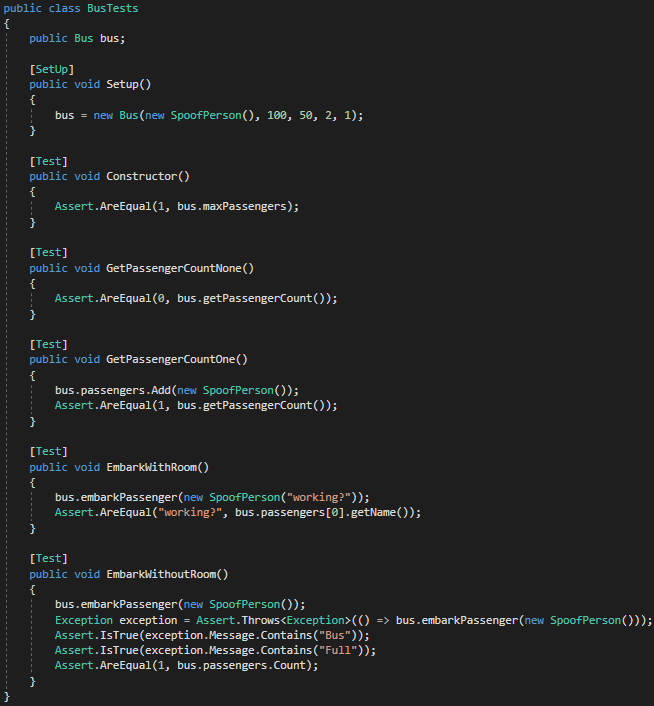 public class BusTests
{
public Bus bus;
[SetUp]
public void Setup()
{
bus = new Bus(new SpoofPerson(), 100, 50, 2, 1);
}
[Test]
public void Constructor()
{
Assert.AreEqual(1, bus.maxPassengers);
}
[Test]
public void GetPassengerCountNone()
{
Assert.AreEqual(0, bus.getPassengerCount());
}
[Test]
public void GetPassengerCountOne()
{
bus.passengers.Add(new SpoofPerson());
Assert.AreEqual(1, bus.getPassengerCount());
}
[Test]
public void EmbarkWithRoom()
{
bus.embarkPassenger(new SpoofPerson("working?"));
Assert.AreEqual("working?", bus.passengers[0].getName());
}
[Test]
public void EmbarkWithoutRoom()
{
bus.embarkPassenger(new SpoofPerson());
Exception exception = Assert.Throws<Exception>(() => bus.embarkPassenger(new SpoofPerson()));
Assert.IsTrue(exception.Message.Contains("Bus"));
Assert.IsTrue(exception.Message.Contains("Full"));
Assert.AreEqual(1, bus.passengers.Count);
}
}